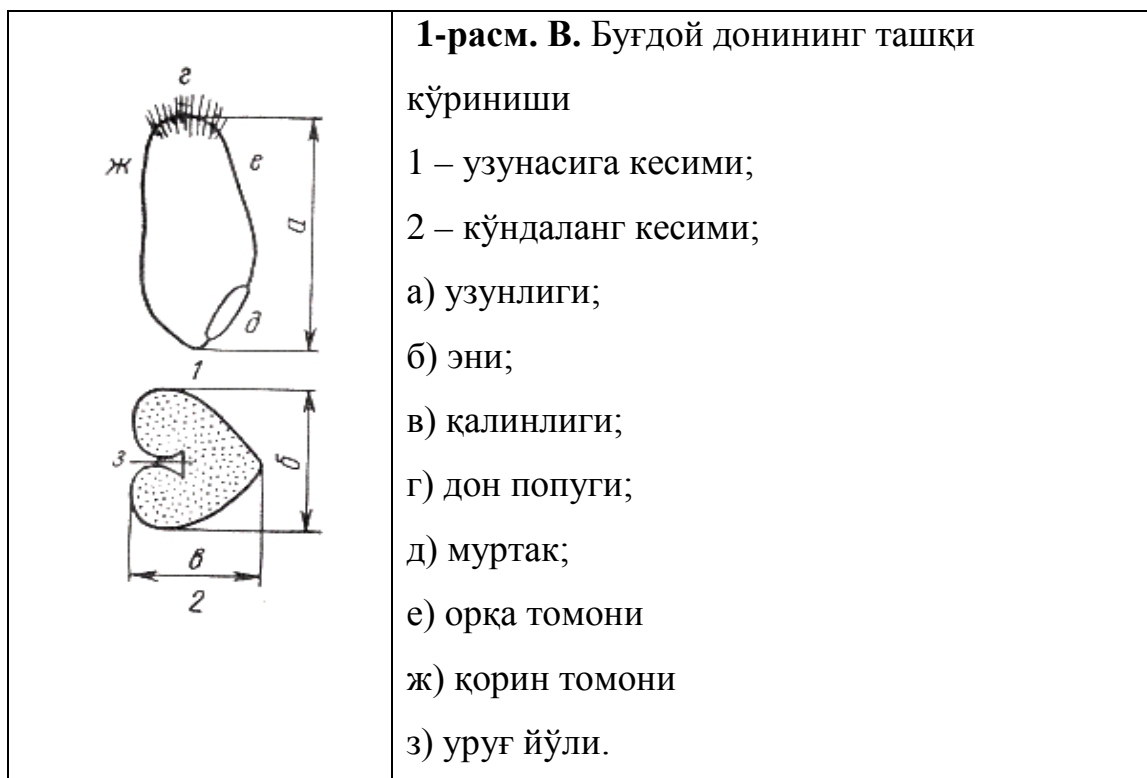 г
ж
е
а
д
1
з
б
в
2
1-расм. В. Буғдой донининг ташқи
кўриниши
1 – узунасига кесими;
2 – кўндаланг кесими;
а) узунлиги;
б) эни;
в) қалинлиги;
г) дон попуги;
д) муртак;
е) орқа томони
ж) қорин томони
з) уруғ йўли.